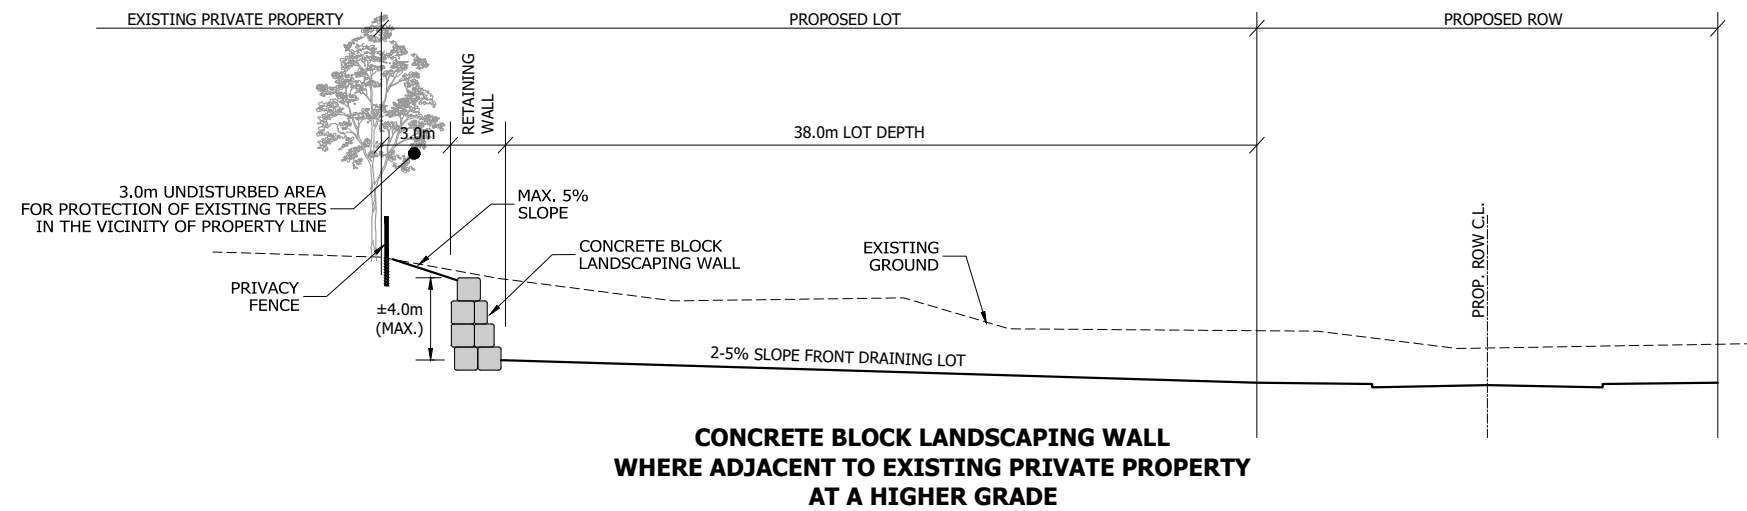 EXISTING PRIVATE PROPERTY
PROPOSED LOT
PROPOSED ROW
RETAINING
WALL
3.0m
38.0m LOT DEPTH
3.0m UNDISTURBED AREA
FOR PROTECTION OF EXISTING TREES
IN THE VICINITY OF PROPERTY LINE
MAX. 5%
SLOPE
CONCRETE BLOCK
LANDSCAPING WALL
EXISTING
GROUND
PROP. ROW C.L.
PRIVACY
FENCE
±4.0m
(MAX.)
2-5% SLOPE FRONT DRAINING LOT
CONCRETE BLOCK LANDSCAPING WALL
WHERE ADJACENT TO EXISTING PRIVATE PROPERTY
AT A HIGHER GRADE